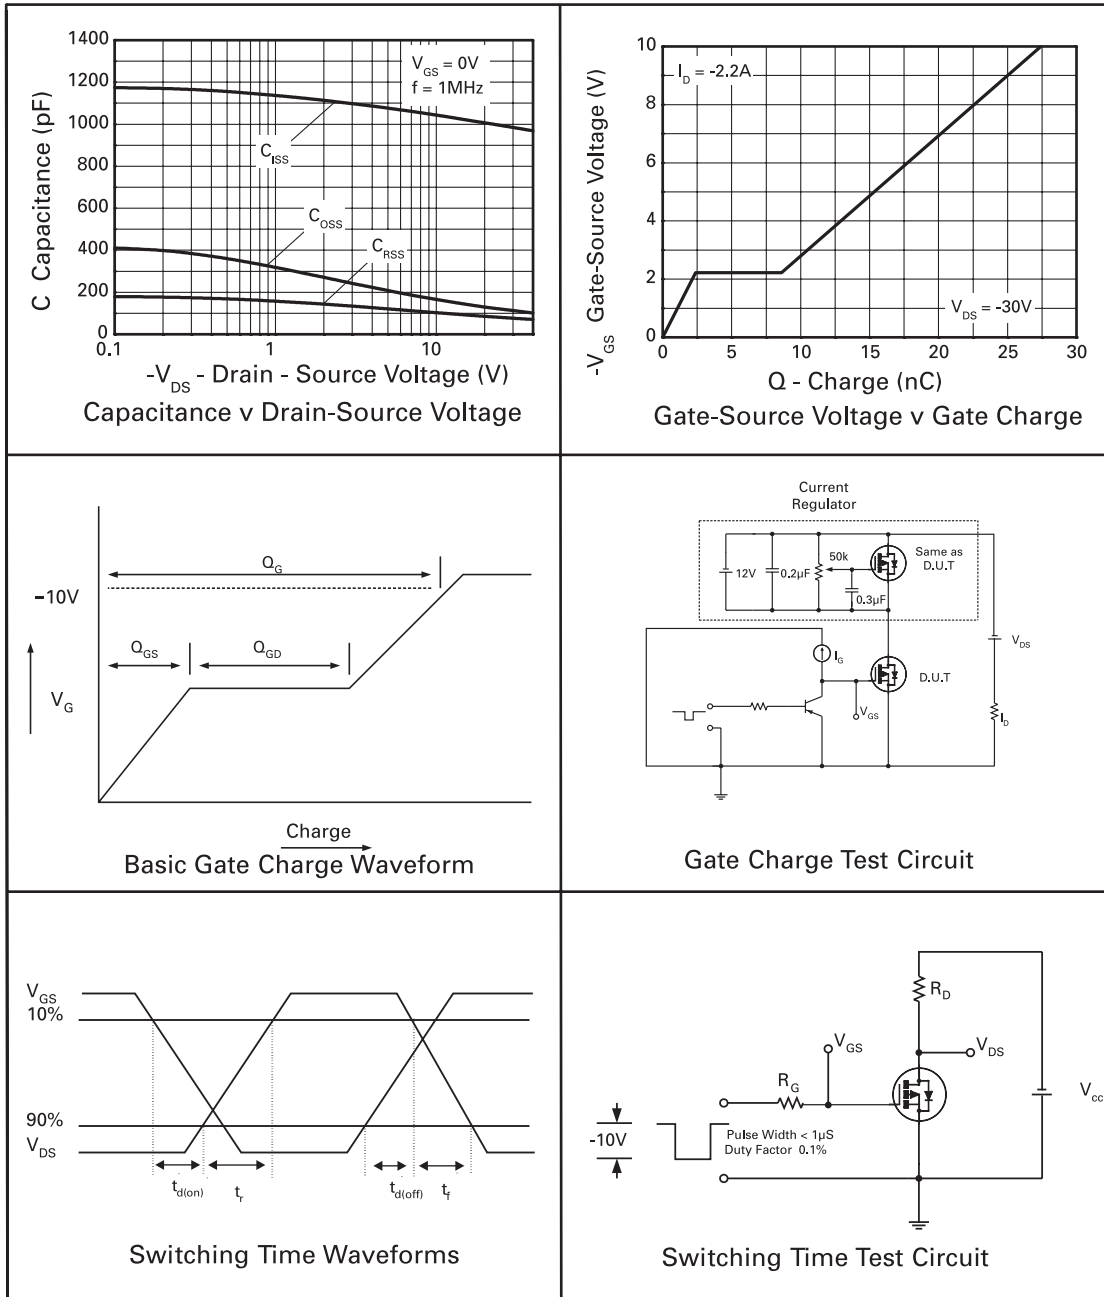 1400
1200
1000
800
600
400
200
0
0.1
1
10
C Capacitance (pF)
V_GS = 0V
f = 1MHz
C_ISS
C_OSS
C_RSS
-V_DS - Drain - Source Voltage (V)
Capacitance v Drain-Source Voltage
10
8
6
4
2
0
0
5
10
15
20
25
30
-V_GS Gate-Source Voltage (V)
I_D = -2.2A
V_DS = -30V
Q - Charge (nC)
Gate-Source Voltage v Gate Charge
Q_G
-10V
Q_GS
Q_GD
V_G
Charge
Basic Gate Charge Waveform
Current
Regulator
12V
0.2µF
50k
0.3µF
Same as
D.U.T
I_G
V_DS
D.U.T
V_GS
I_D
Gate Charge Test Circuit
V_GS
10%
90%
V_DS
t_d(on)
t_r
t_d(off)
t_f
Switching Time Waveforms
R_D
V_GS
V_DS
R_G
V_cc
-10V
Pulse Width < 1µS
Duty Factor 0.1%
Switching Time Test Circuit